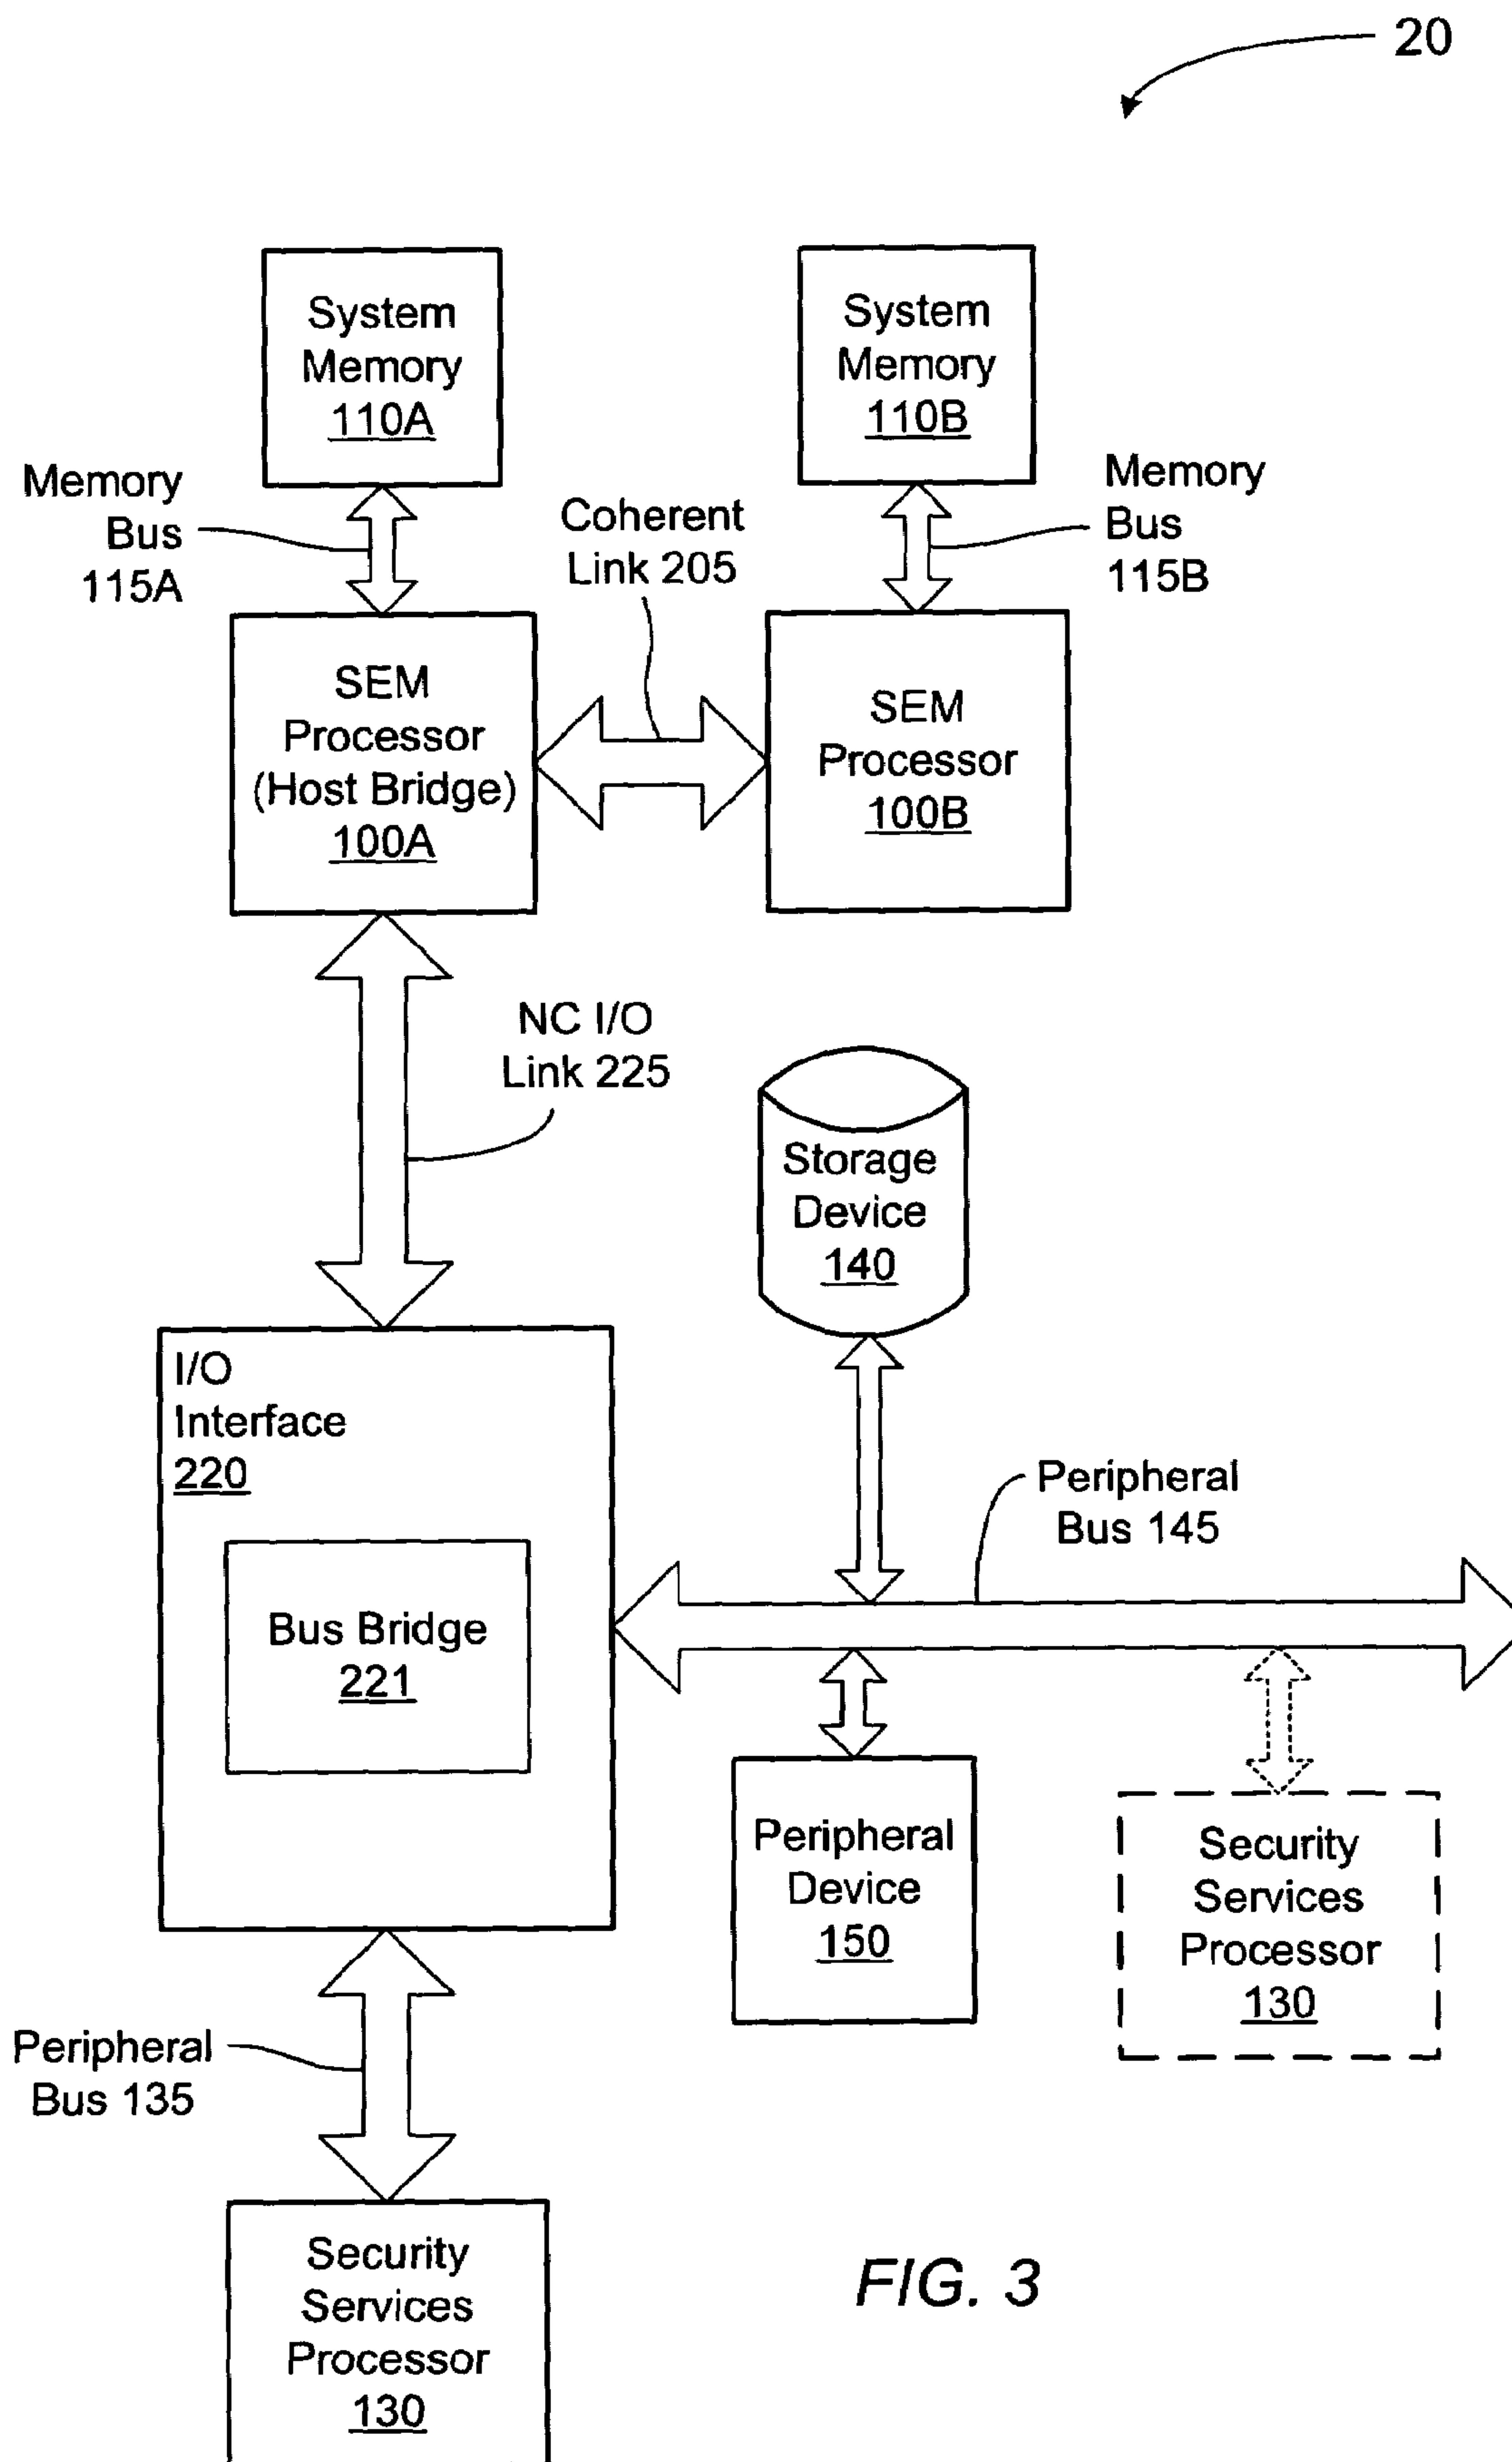 20
System
Memory
110A
System
Memory
110B
Memory
Bus
115A
Coherent
Link 205
Memory
Bus
115B
SEM
Processor
(Host Bridge)
100A
SEM
Processor
100B
NC I/O
Link 225
Storage
Device
140
I/O
Interface
220
Peripheral
Bus 145
Bus Bridge
221
Peripheral
Device
150
Security
Services
Processor
130
Peripheral
Bus 135
Security
Services
Processor
130
FIG. 3